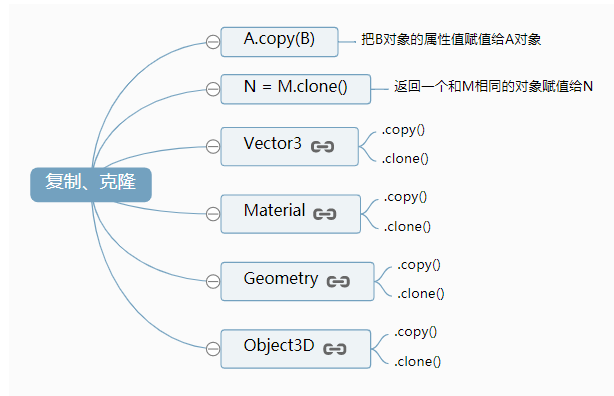 复制、克隆
A.copy(B)
把B对象的属性值赋值给A对象
N = M.clone()
返回一个和M相同的对象赋值给N
Vector3
.copy()
.clone()
Material
.copy()
.clone()
Geometry
.copy()
.clone()
Object3D
.copy()
.clone()